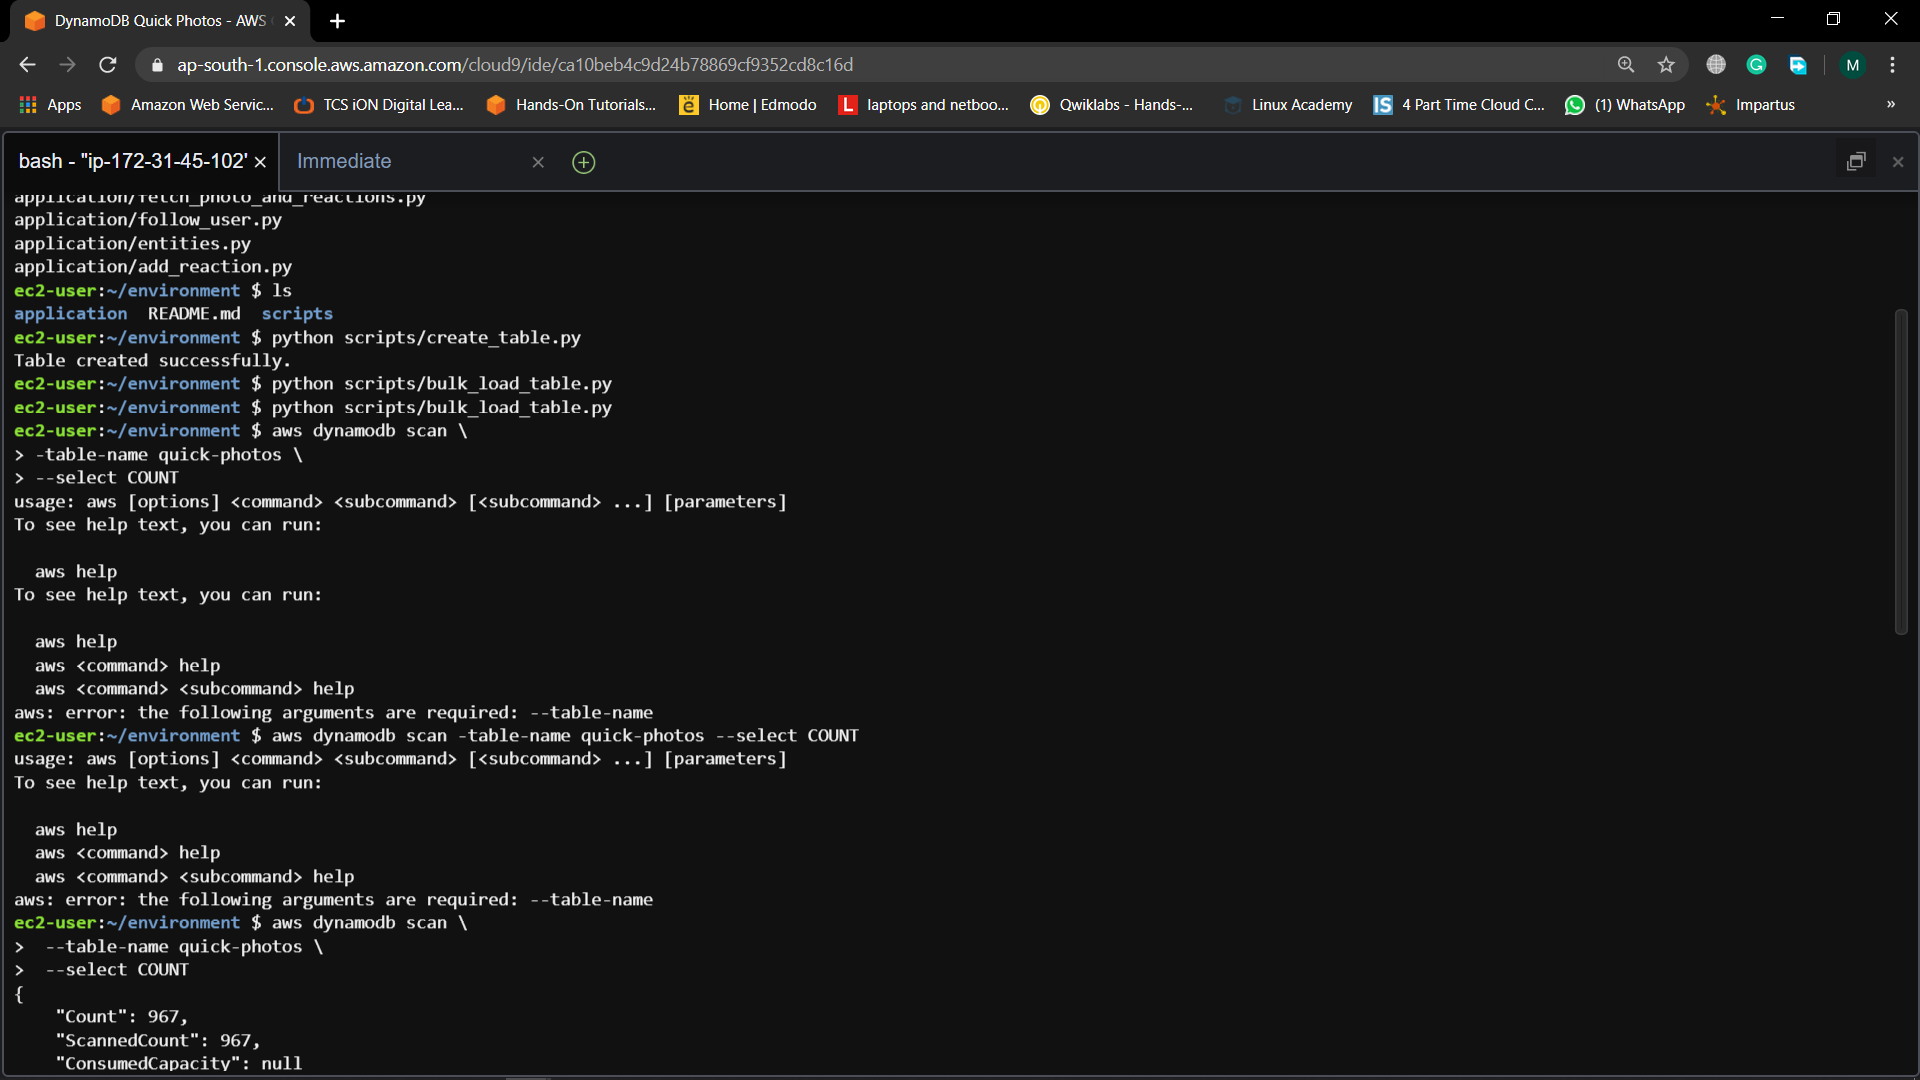 DynamoDB Quick Photos - AWS
ap-south-1.console.aws.amazon.com/cloud9/ide/ca10beb4c9d24b78869cf9352cd8c16d
M
Apps Amazon Web Servic... TCS iON Digital Lea... Hands-On Tutorials... Home | Edmodo laptops and netboo... Qwiklabs - Hands-... Linux Academy 4 Part Time Cloud C... (1) WhatsApp Impartus »
bash - "ip-172-31-45-102' Immediate
application/fetch_photo_and_reactions.py
application/follow_user.py
application/entities.py
application/add_reaction.py
ec2-user:~/environment $ ls
application  README.md  scripts
ec2-user:~/environment $ python scripts/create_table.py
Table created successfully.
ec2-user:~/environment $ python scripts/bulk_load_table.py
ec2-user:~/environment $ python scripts/bulk_load_table.py
ec2-user:~/environment $ aws dynamodb scan \
> -table-name quick-photos \
> --select COUNT
usage: aws [options] <command> <subcommand> [<subcommand> ...] [parameters]
To see help text, you can run:
  aws help
To see help text, you can run:
  aws help
  aws <command> help
  aws <command> <subcommand> help
aws: error: the following arguments are required: --table-name
ec2-user:~/environment $ aws dynamodb scan -table-name quick-photos --select COUNT
usage: aws [options] <command> <subcommand> [<subcommand> ...] [parameters]
To see help text, you can run:
  aws help
  aws <command> help
  aws <command> <subcommand> help
aws: error: the following arguments are required: --table-name
ec2-user:~/environment $ aws dynamodb scan \
>  --table-name quick-photos \
>  --select COUNT
{
    "Count": 967,
    "ScannedCount": 967,
    "ConsumedCapacity": null